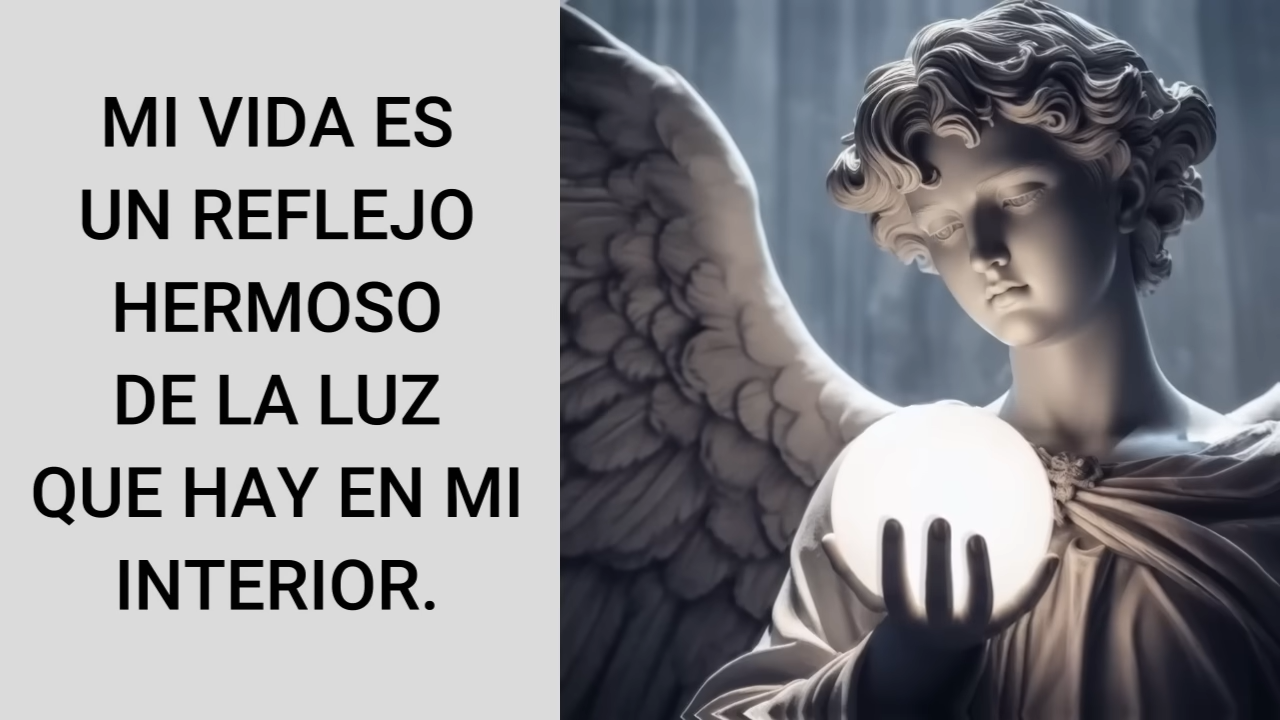 MI VIDA ES
UN REFLEJO
HERMOSO
DE LA LUZ
QUE HAY EN MI
INTERIOR.